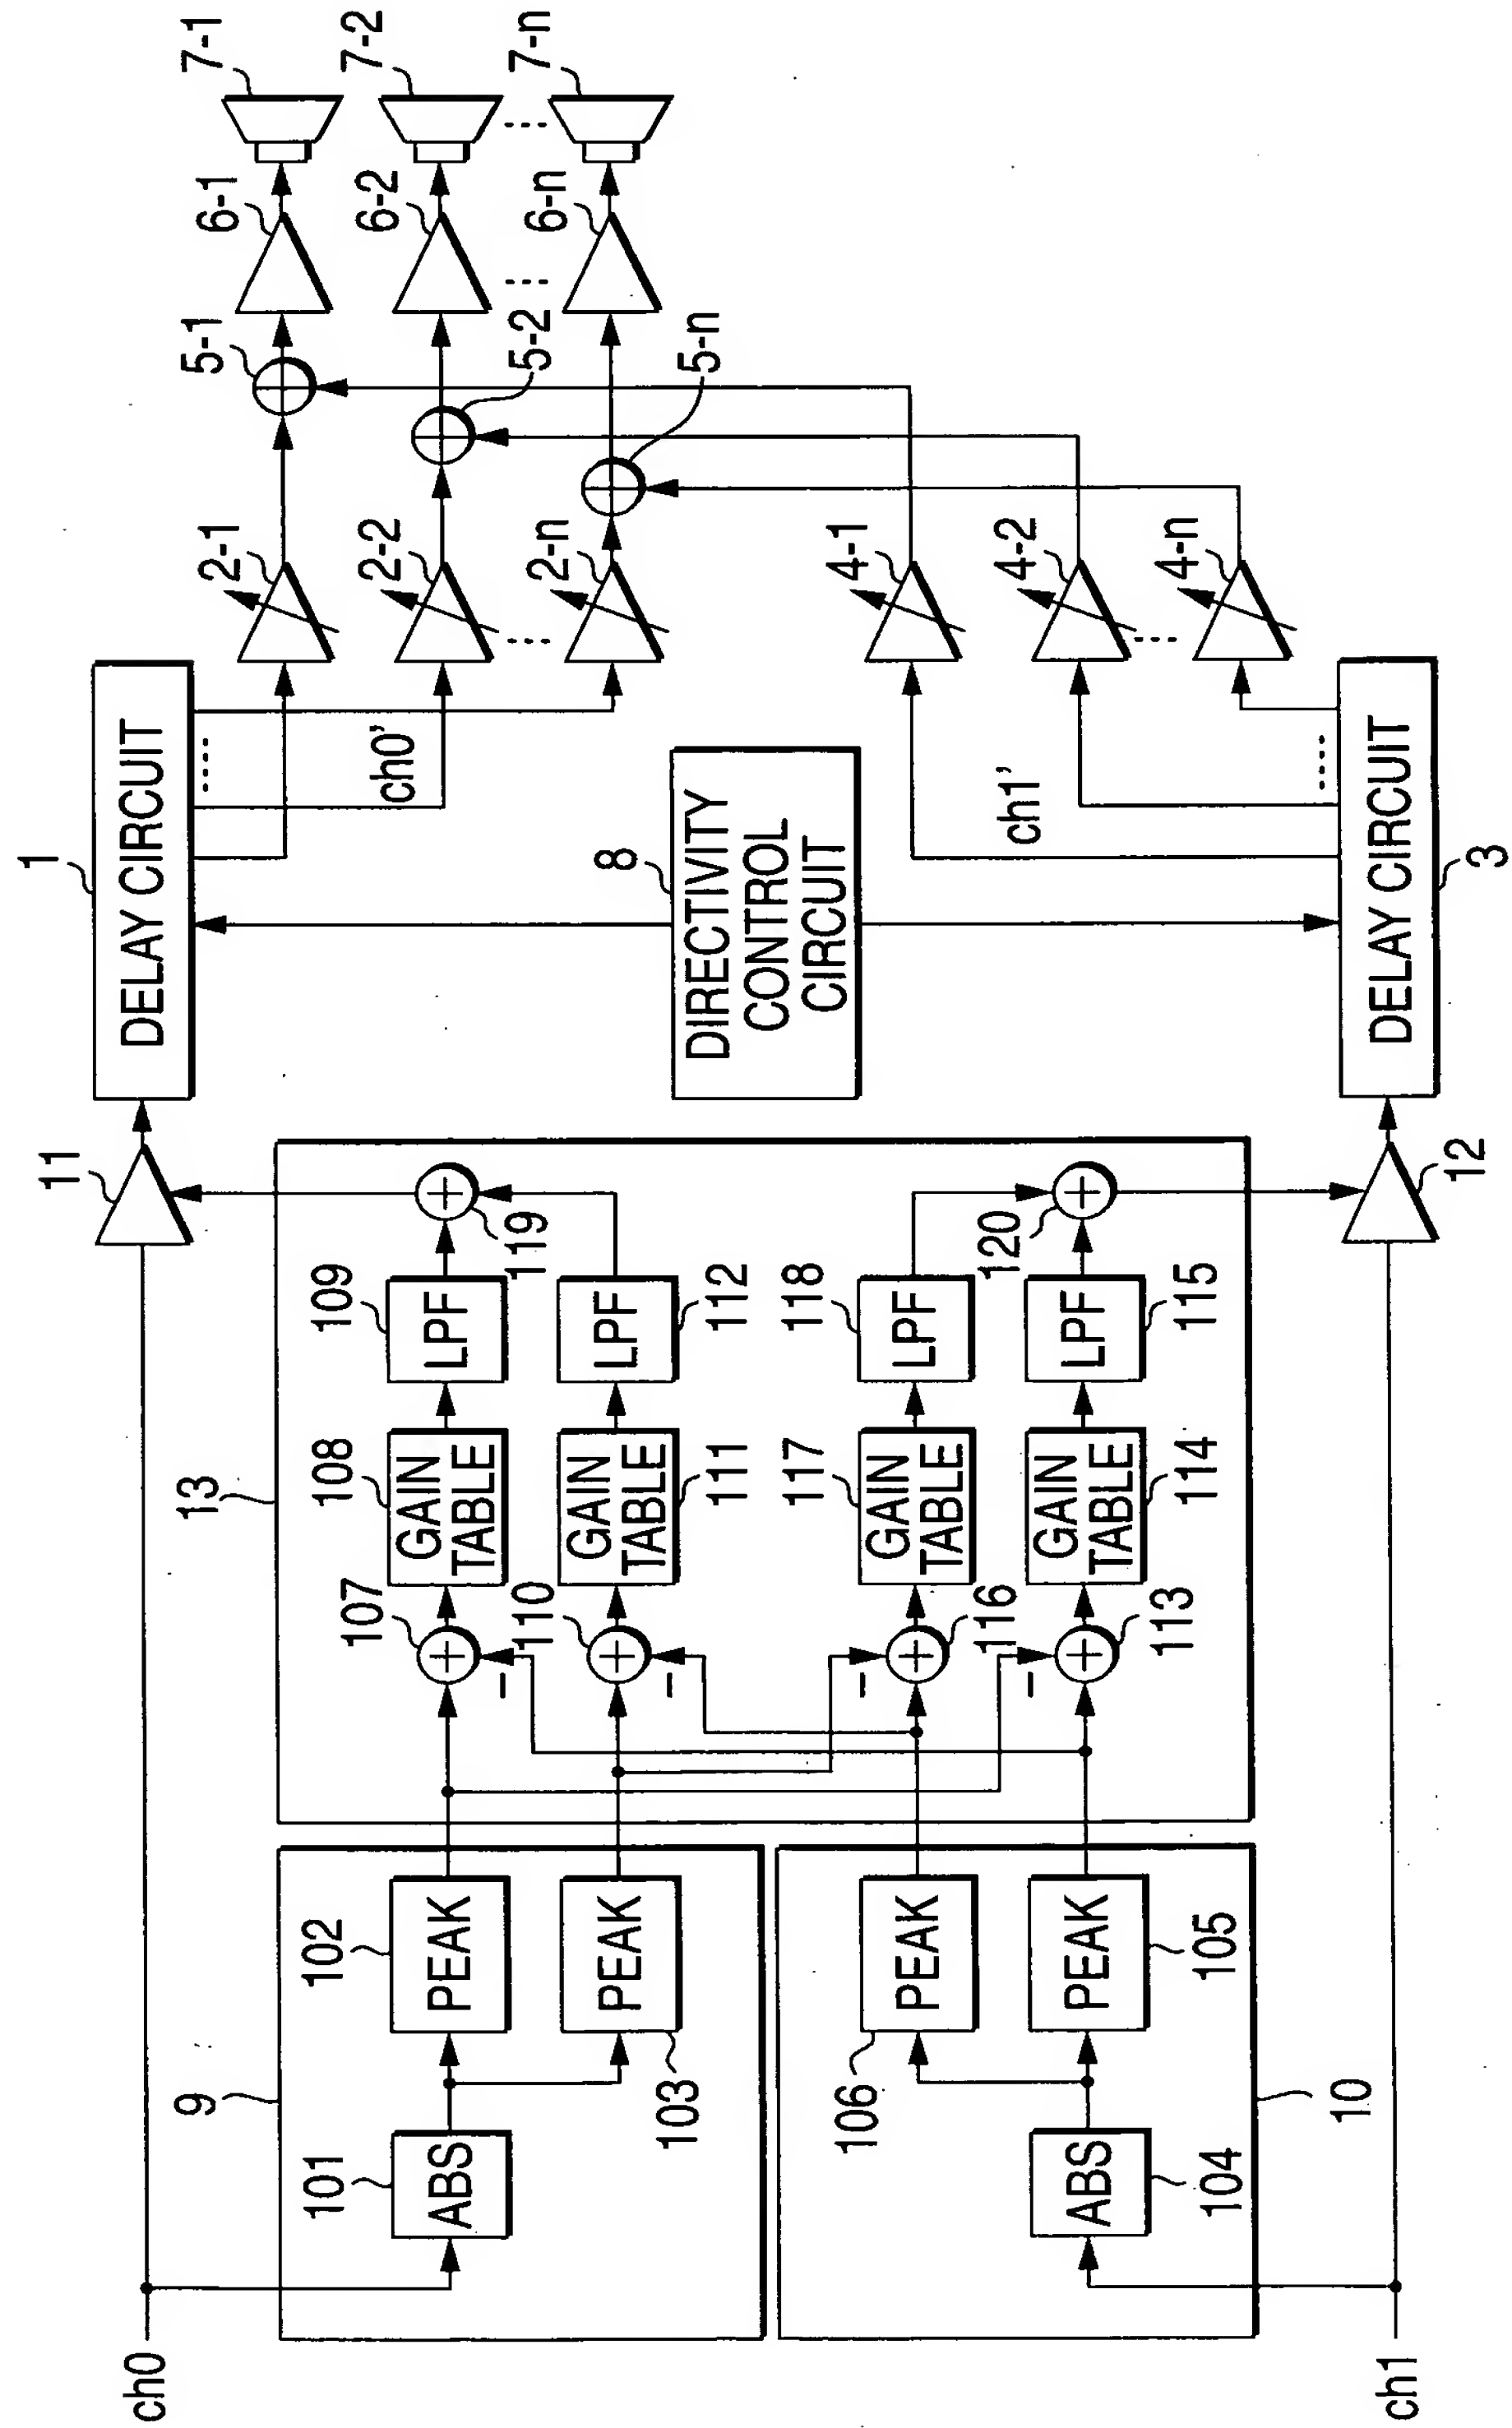 ch0
11
1
DELAY CIRCUIT
2-1
2-2
2-n
ch0'
5-1
5-2
5-n
6-1
6-2
6-n
7-1
7-2
7-n
9
101
ABS
102
PEAK
PEAK
103
13
107
108
GAIN
TABLE
109
LPF
119
–
110
GAIN
TABLE
111
LPF
112
–
8
DIRECTIVITY
CONTROL
CIRCUIT
106
PEAK
PEAK
105
ABS
104
10
–
116
117
GAIN
TABLE
118
LPF
120
–
113
GAIN
TABLE
114
LPF
115
ch1'
4-1
4-2
4-n
ch1
12
DELAY CIRCUIT
3